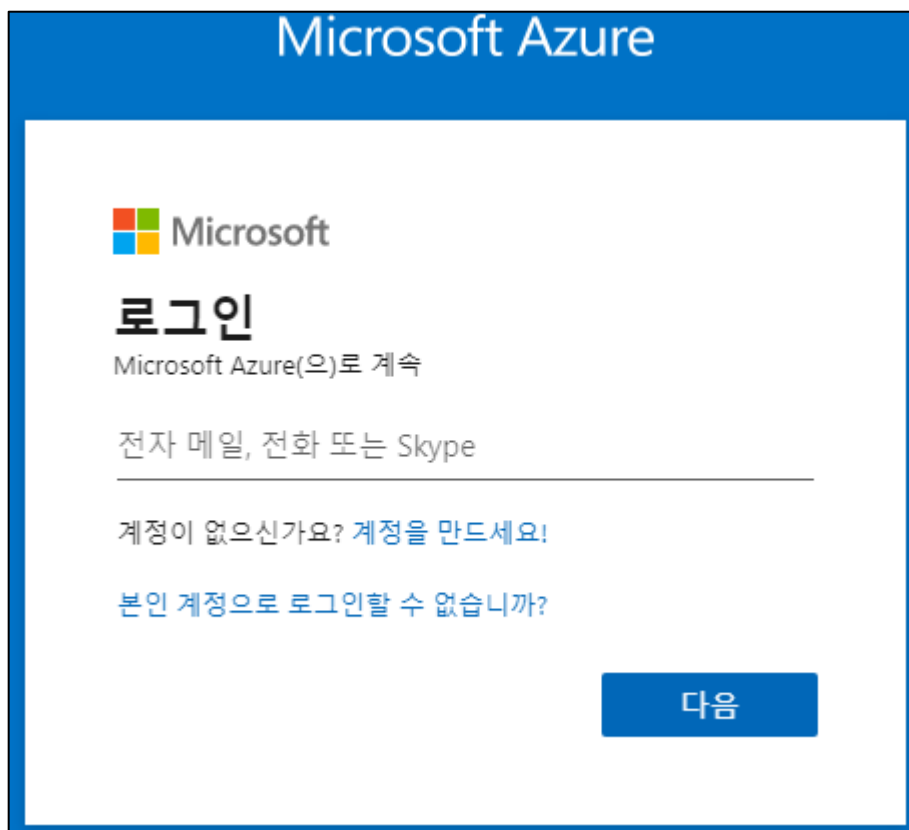 Microsoft Azure
Microsoft
로그인
Microsoft Azure(으)로 계속
전자 메일, 전화 또는 Skype
계정이 없으신가요? 계정을 만드세요!
본인 계정으로 로그인할 수 없습니까?
다음